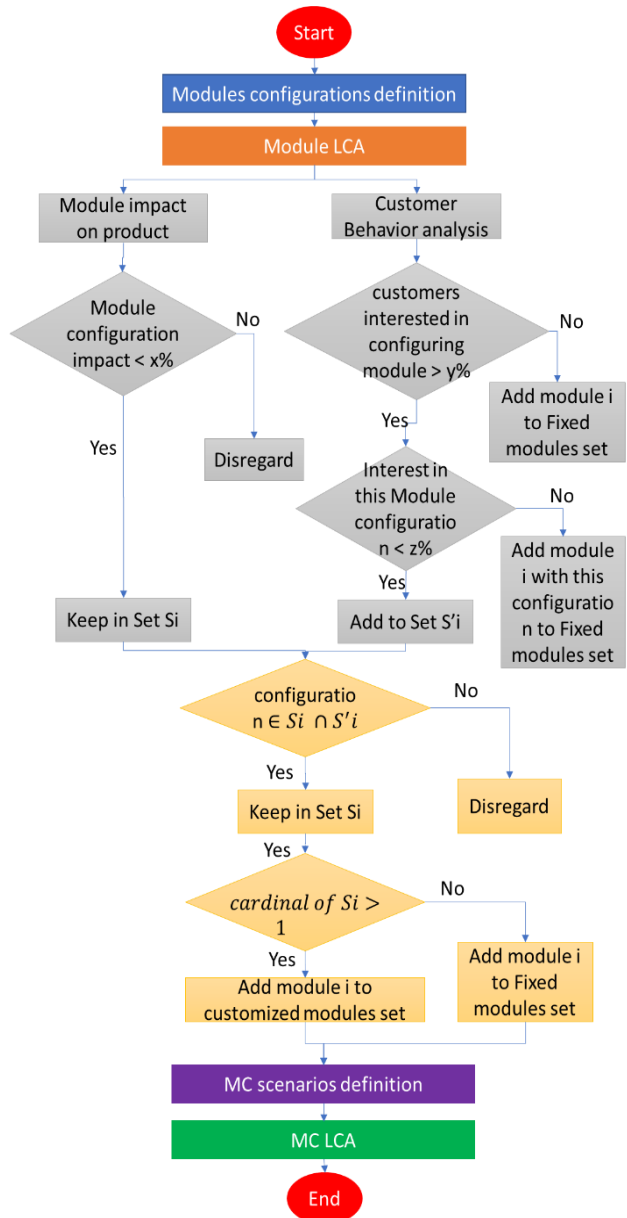 Start
Modules configurations definition
Module LCA
Module impact
on product
Customer
Behavior analysis
Module
configuration
impact < x%
No
customers
interested in
configuring
module > y%
No
Add module i
to Fixed
modules set
Yes
Disregard
Yes
Interest in
this Module
configuratio
n < z%
No
Add module
i with this
configuratio
n to Fixed
modules set
Yes
Keep in Set Si
Add to Set S'i
configuratio
n ∈ Si ∩ S'i
No
Yes
Keep in Set Si
Disregard
Yes
cardinal of Si >
1
No
Yes
Add module i to
customized modules set
Add module i
to Fixed
modules set
MC scenarios definition
MC LCA
End